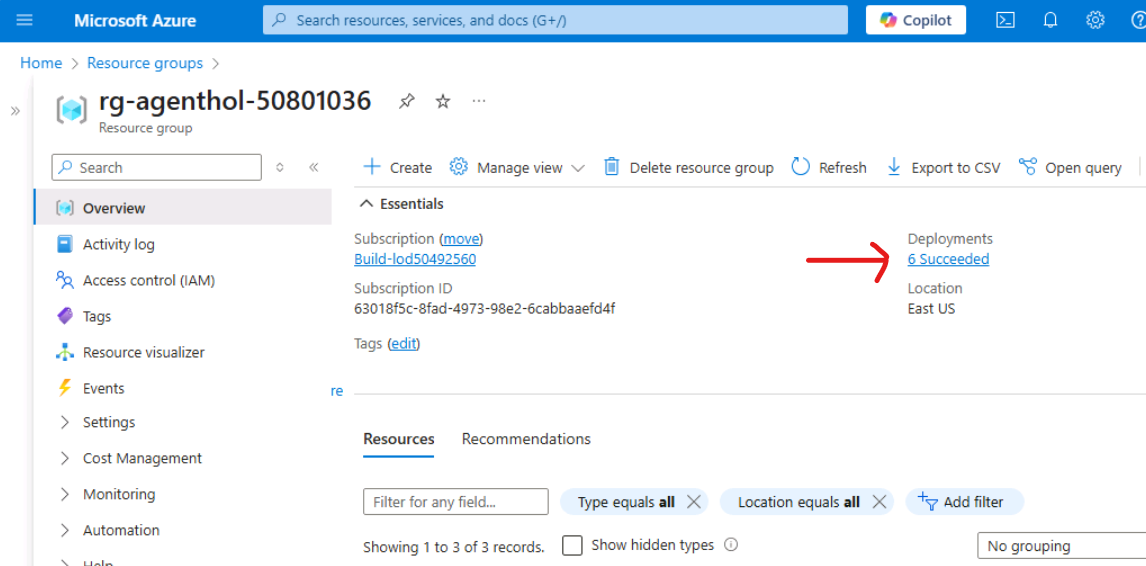 Microsoft Azure
Search resources, services, and docs (G+/)
Copilot
Home > Resource groups >
rg-agenthol-50801036
Resource group
Search
Create
Manage view
Delete resource group
Refresh
Export to CSV
Open query
Overview
Activity log
Access control (IAM)
Tags
Resource visualizer
Events
Settings
Cost Management
Monitoring
Automation
Help
Essentials
Subscription (move)
Build-lod50492560
Subscription ID
63018f5c-8fad-4973-98e2-6cabbaaefd4f
Tags (edit)
Deployments
6 Succeeded
Location
East US
re
Resources
Recommendations
Filter for any field...
Type equals all
Location equals all
Add filter
Showing 1 to 3 of 3 records.
Show hidden types
No grouping